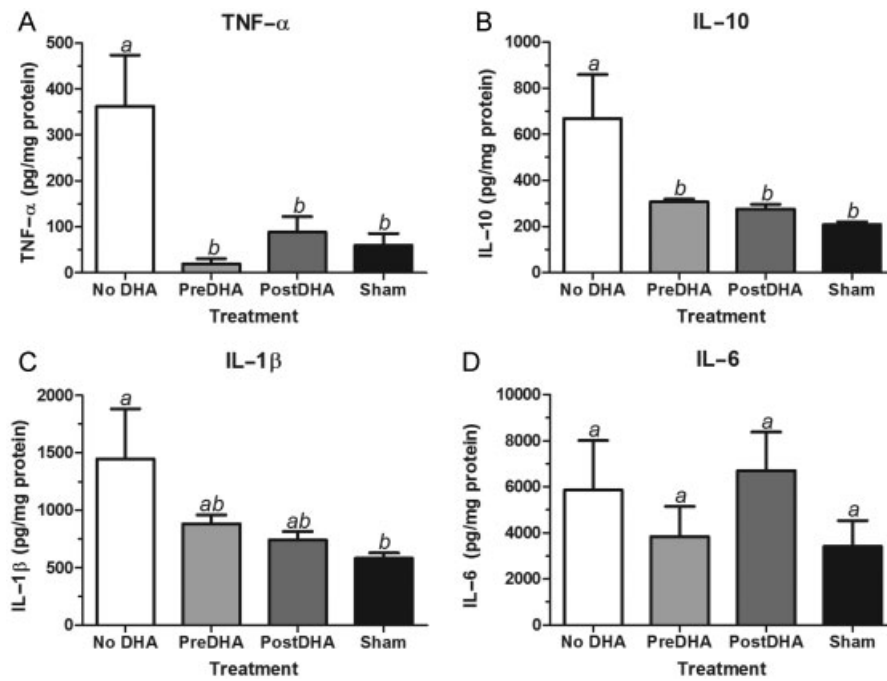 A
TNF-α
TNF-α (pg/mg protein)
500
400
300
200
100
0
a
b
b
b
No DHA PreDHA PostDHA Sham
Treatment
B
IL-10
IL-10 (pg/mg protein)
1000
800
600
400
200
0
a
b
b
b
No DHA PreDHA PostDHA Sham
Treatment
C
IL-1β
IL-1β (pg/mg protein)
2000
1500
1000
500
0
a
ab
ab
b
No DHA PreDHA PostDHA Sham
Treatment
D
IL-6
IL-6 (pg/mg protein)
10000
8000
6000
4000
2000
0
a
a
a
a
No DHA PreDHA PostDHA Sham
Treatment